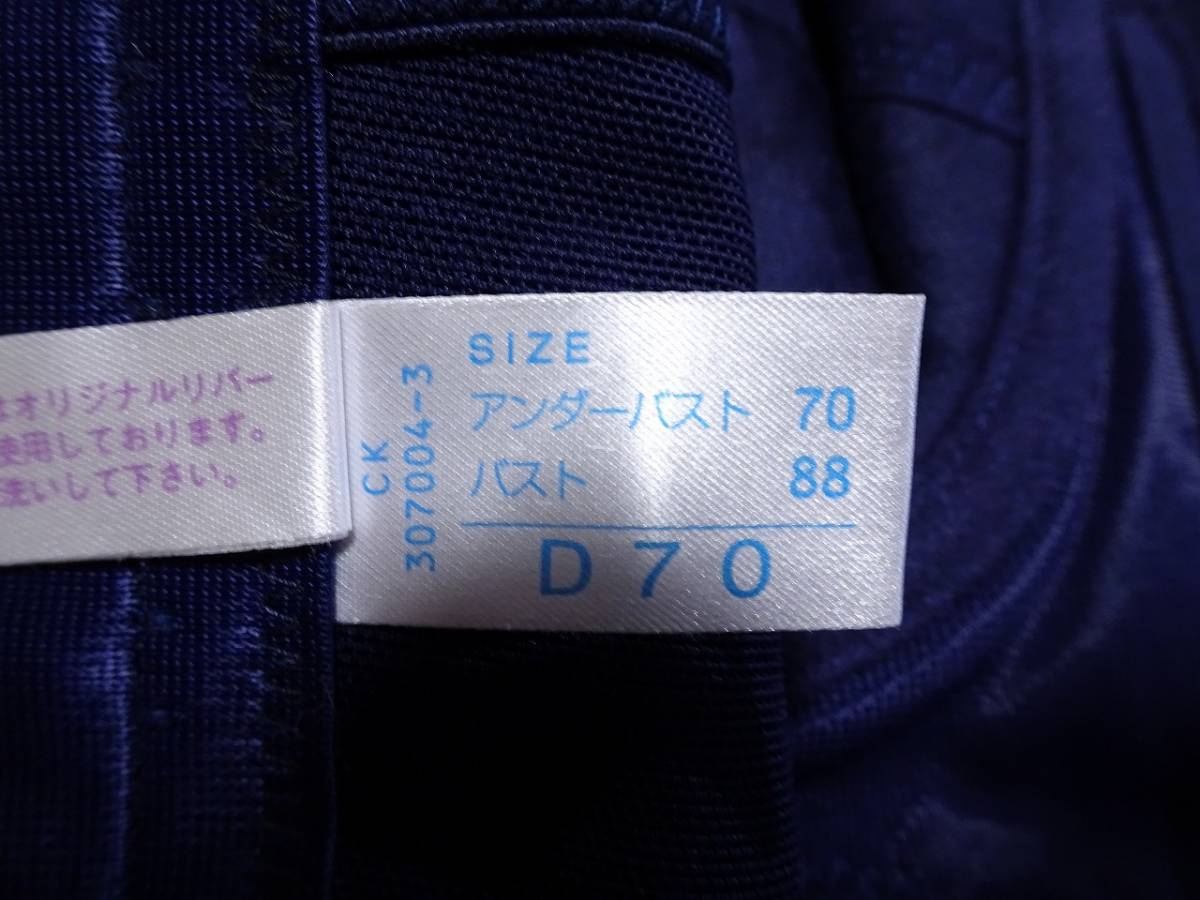 はオリジナルリバー
使用しております。
洗いして下さい。
CK
307004-3
SIZE
アンダーバスト 70
バスト 88
D70